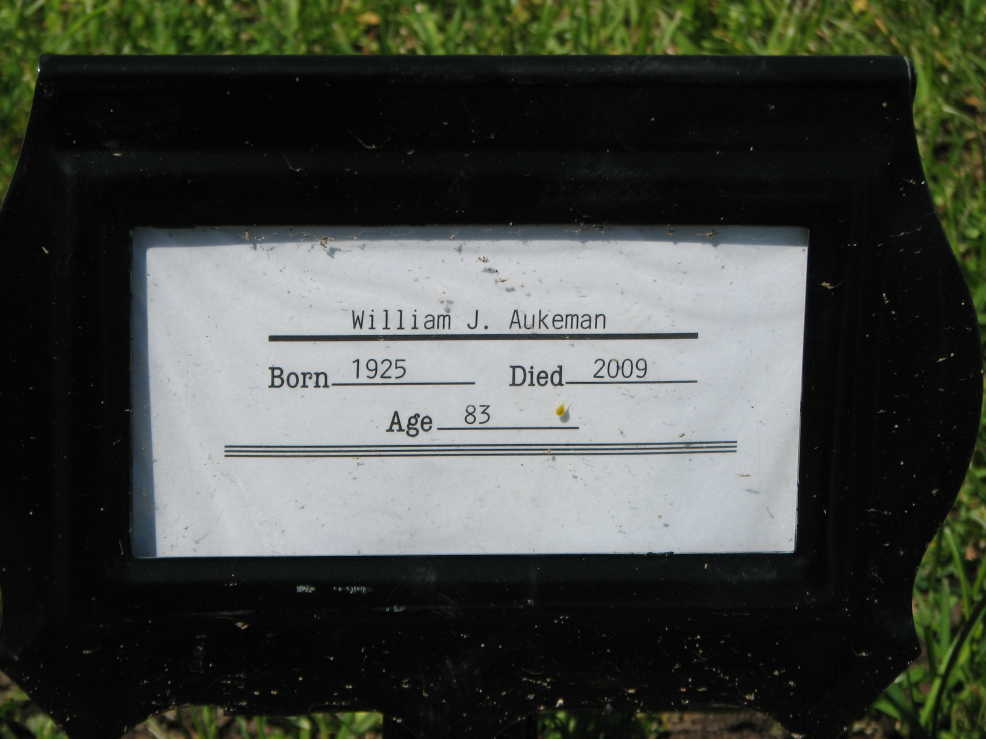 William J. Aukeman
Born 1925 Died 2009
Age 83